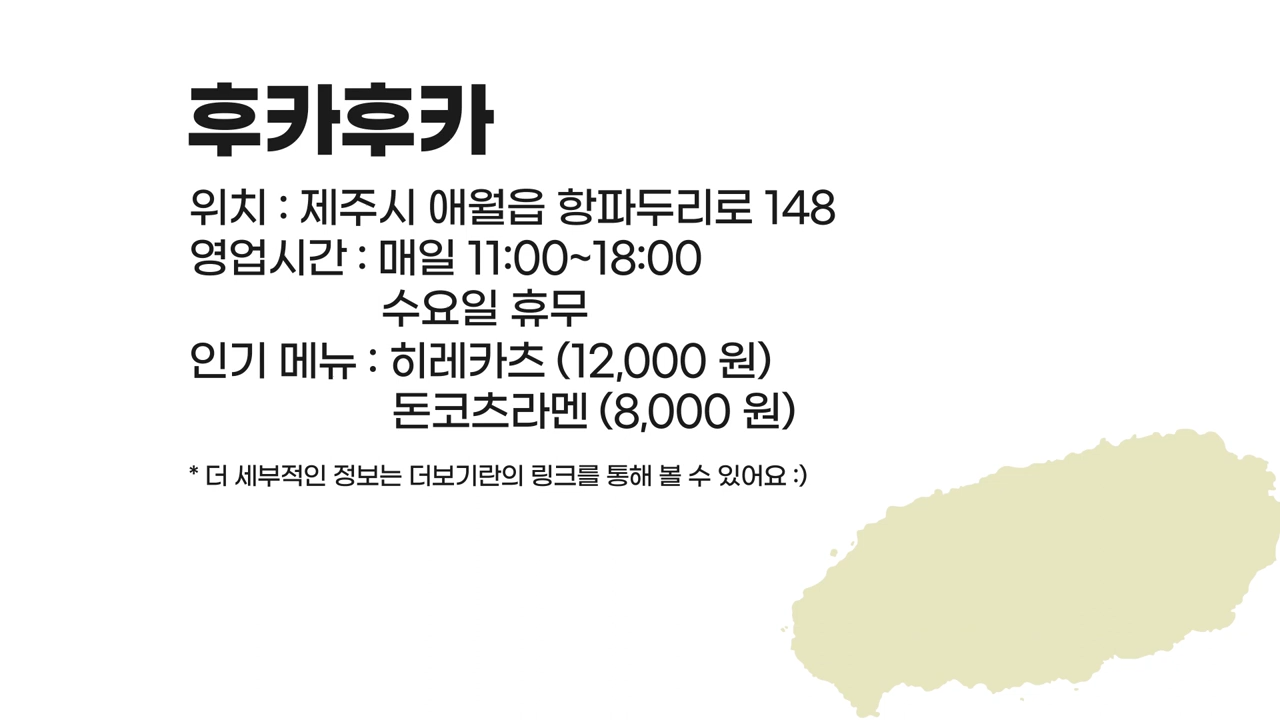 후카후카
위치 : 제주시 애월읍 항파두리로 148
영업시간 : 매일 11:00~18:00
수요일 휴무
인기 메뉴 : 히레카츠 (12,000 원)
돈코츠라멘 (8,000 원)
* 더 세부적인 정보는 더보기란의 링크를 통해 볼 수 있어요 :)